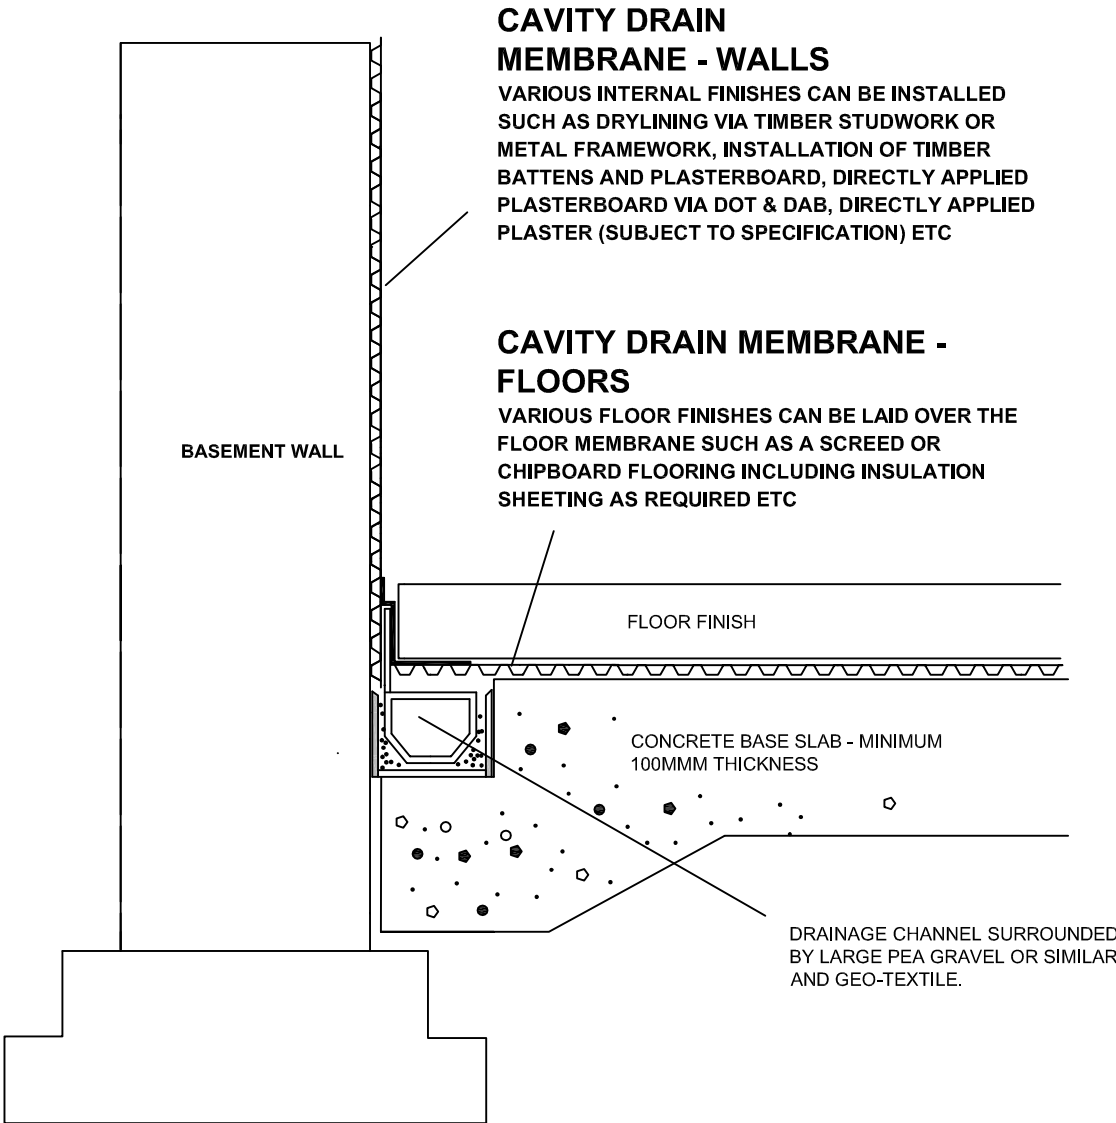 CAVITY DRAIN
MEMBRANE - WALLS
VARIOUS INTERNAL FINISHES CAN BE INSTALLED
SUCH AS DRYLINING VIA TIMBER STUDWORK OR
METAL FRAMEWORK, INSTALLATION OF TIMBER
BATTENS AND PLASTERBOARD, DIRECTLY APPLIED
PLASTERBOARD VIA DOT & DAB, DIRECTLY APPLIED
PLASTER (SUBJECT TO SPECIFICATION) ETC
CAVITY DRAIN MEMBRANE -
FLOORS
VARIOUS FLOOR FINISHES CAN BE LAID OVER THE
FLOOR MEMBRANE SUCH AS A SCREED OR
CHIPBOARD FLOORING INCLUDING INSULATION
SHEETING AS REQUIRED ETC
BASEMENT WALL
FLOOR FINISH
CONCRETE BASE SLAB - MINIMUM
100MMM THICKNESS
DRAINAGE CHANNEL SURROUNDED
BY LARGE PEA GRAVEL OR SIMILAR
AND GEO-TEXTILE.